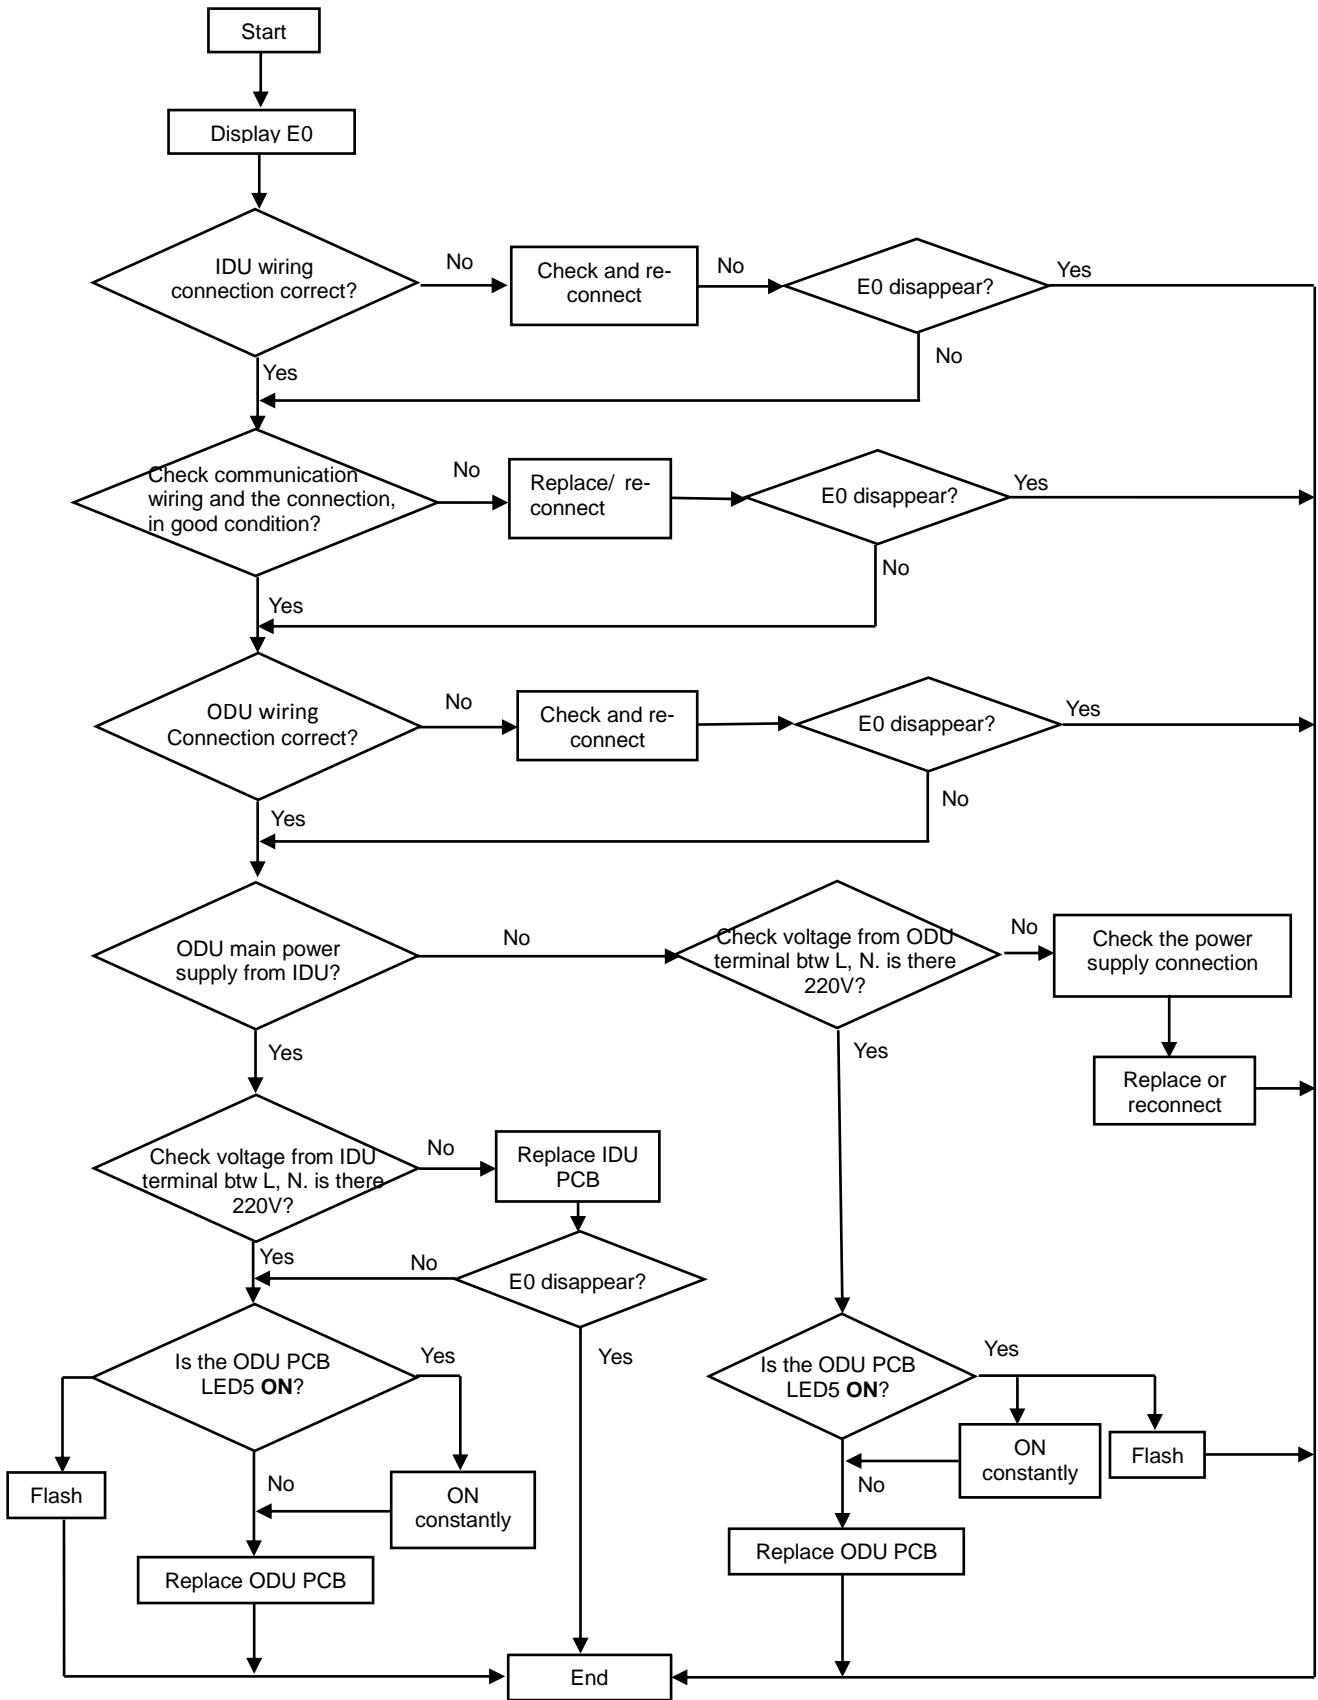 Start
Display E0
IDU wiring
connection correct?
No
Check and re-
connect
No
E0 disappear?
Yes
No
Yes
Check communication
wiring and the connection,
in good condition?
No
Replace/ re-
connect
E0 disappear?
Yes
No
Yes
ODU wiring
Connection correct?
No
Check and re-
connect
E0 disappear?
Yes
No
Yes
ODU main power
supply from IDU?
No
Check voltage from ODU
terminal btw L, N. is there
220V?
No
Check the power
supply connection
Yes
Yes
Replace or
reconnect
Check voltage from IDU
terminal btw L, N. is there
220V?
No
Replace IDU
PCB
Yes
No
E0 disappear?
Yes
Is the ODU PCB
LED5 ON?
Yes
Is the ODU PCB
LED5 ON?
Yes
Flash
No
ON
constantly
No
ON
constantly
Flash
Replace ODU PCB
Replace ODU PCB
End